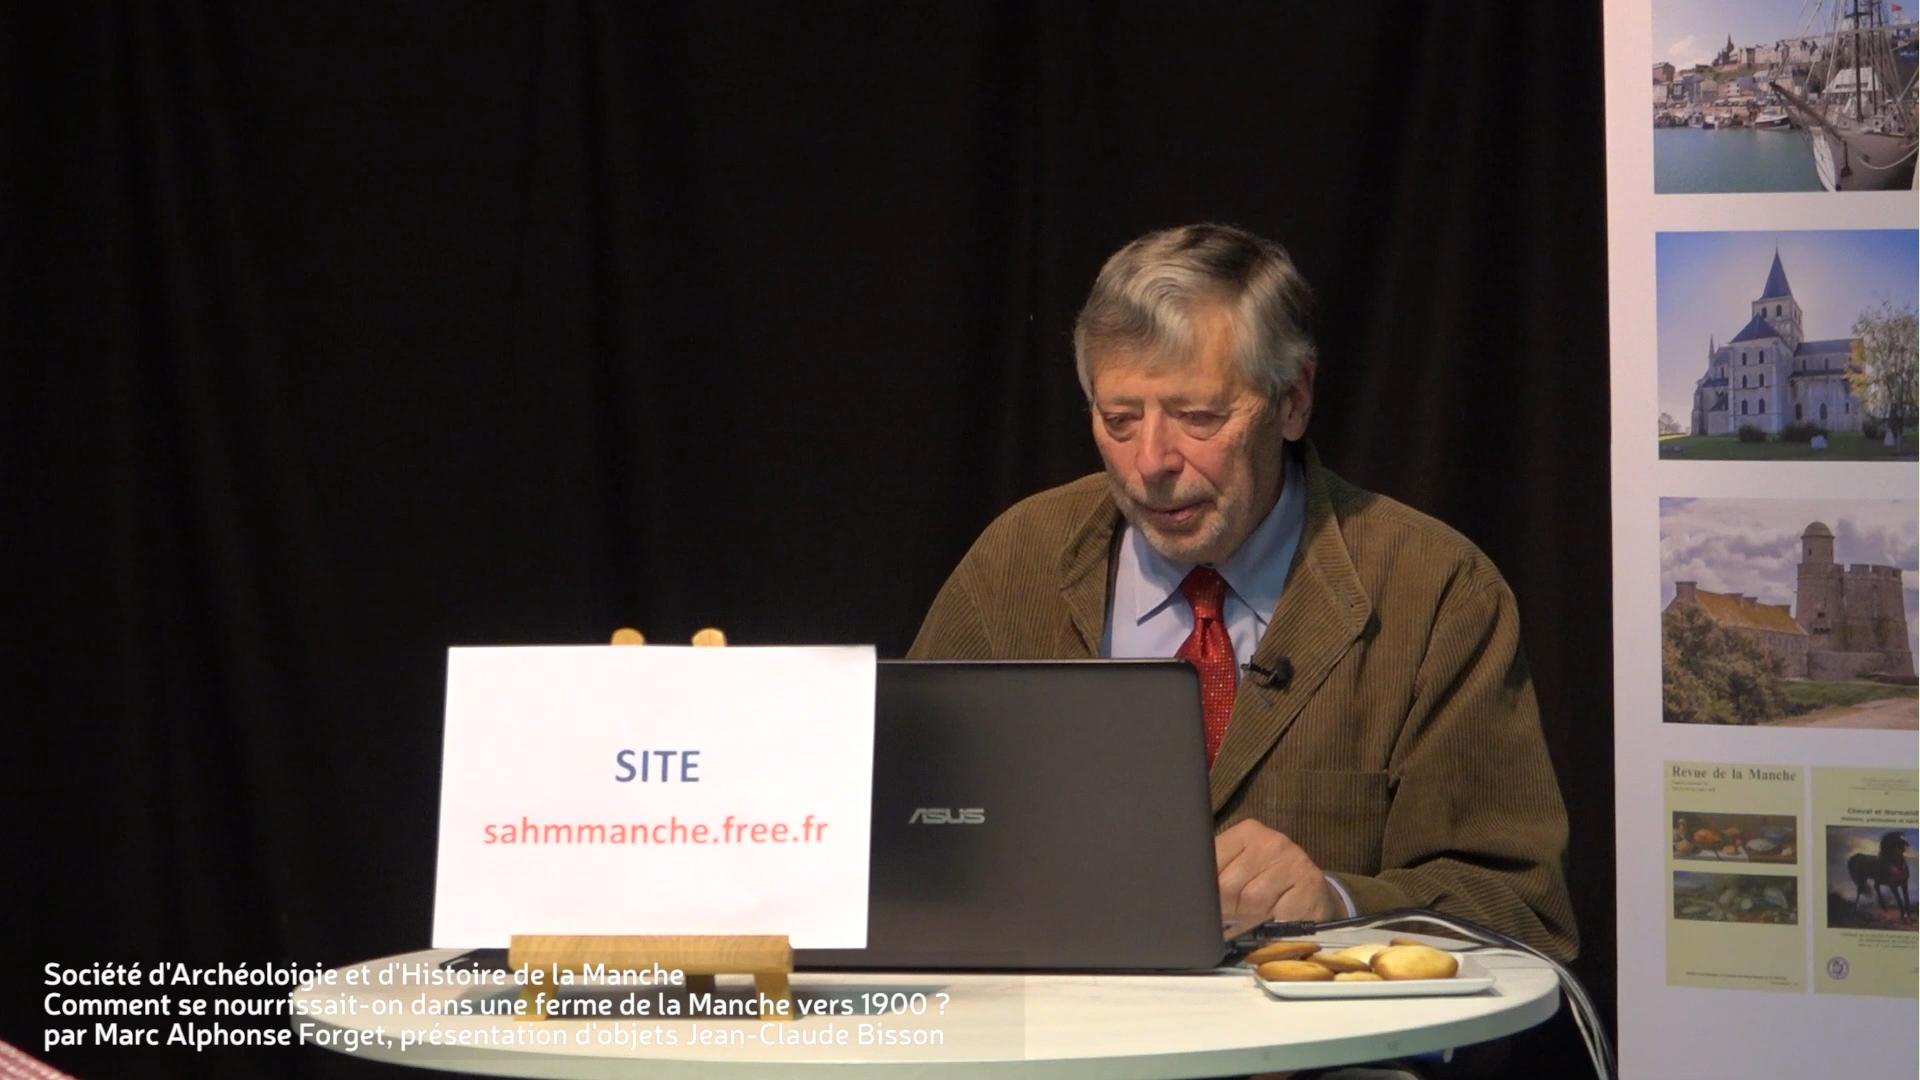 SITE
sahmmanche.free.fr
ASUS
Revue de la Manche
Cheval et Normand
Société d'Archéoloigie et d'Histoire de la Manche
Comment se nourrissait-on dans une ferme de la Manche vers 1900 ?
par Marc Alphonse Forget, présentation d'objets Jean-Claude Bisson